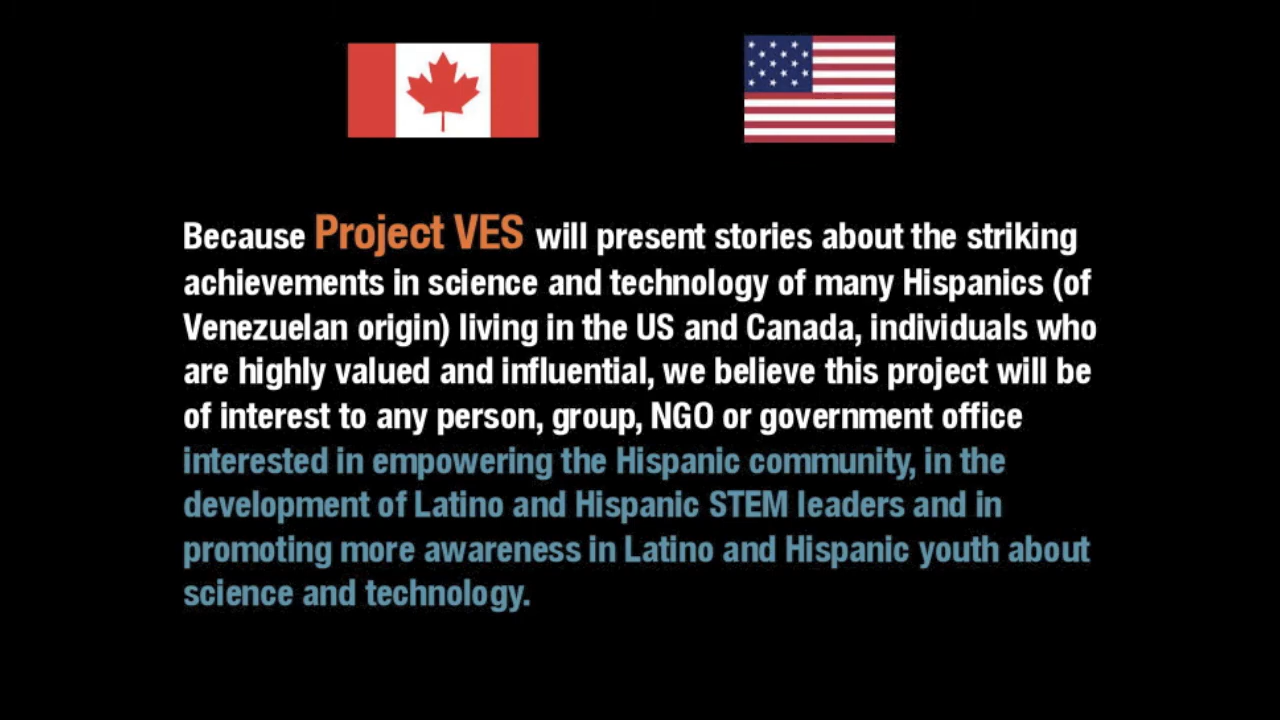 Because Project VES will present stories about the striking
achievements in science and technology of many Hispanics (of
Venezuelan origin) living in the US and Canada, individuals who
are highly valued and influential, we believe this project will be
of interest to any person, group, NGO or government office
interested in empowering the Hispanic community, in the
development of Latino and Hispanic STEM leaders and in
promoting more awareness in Latino and Hispanic youth about
science and technology.